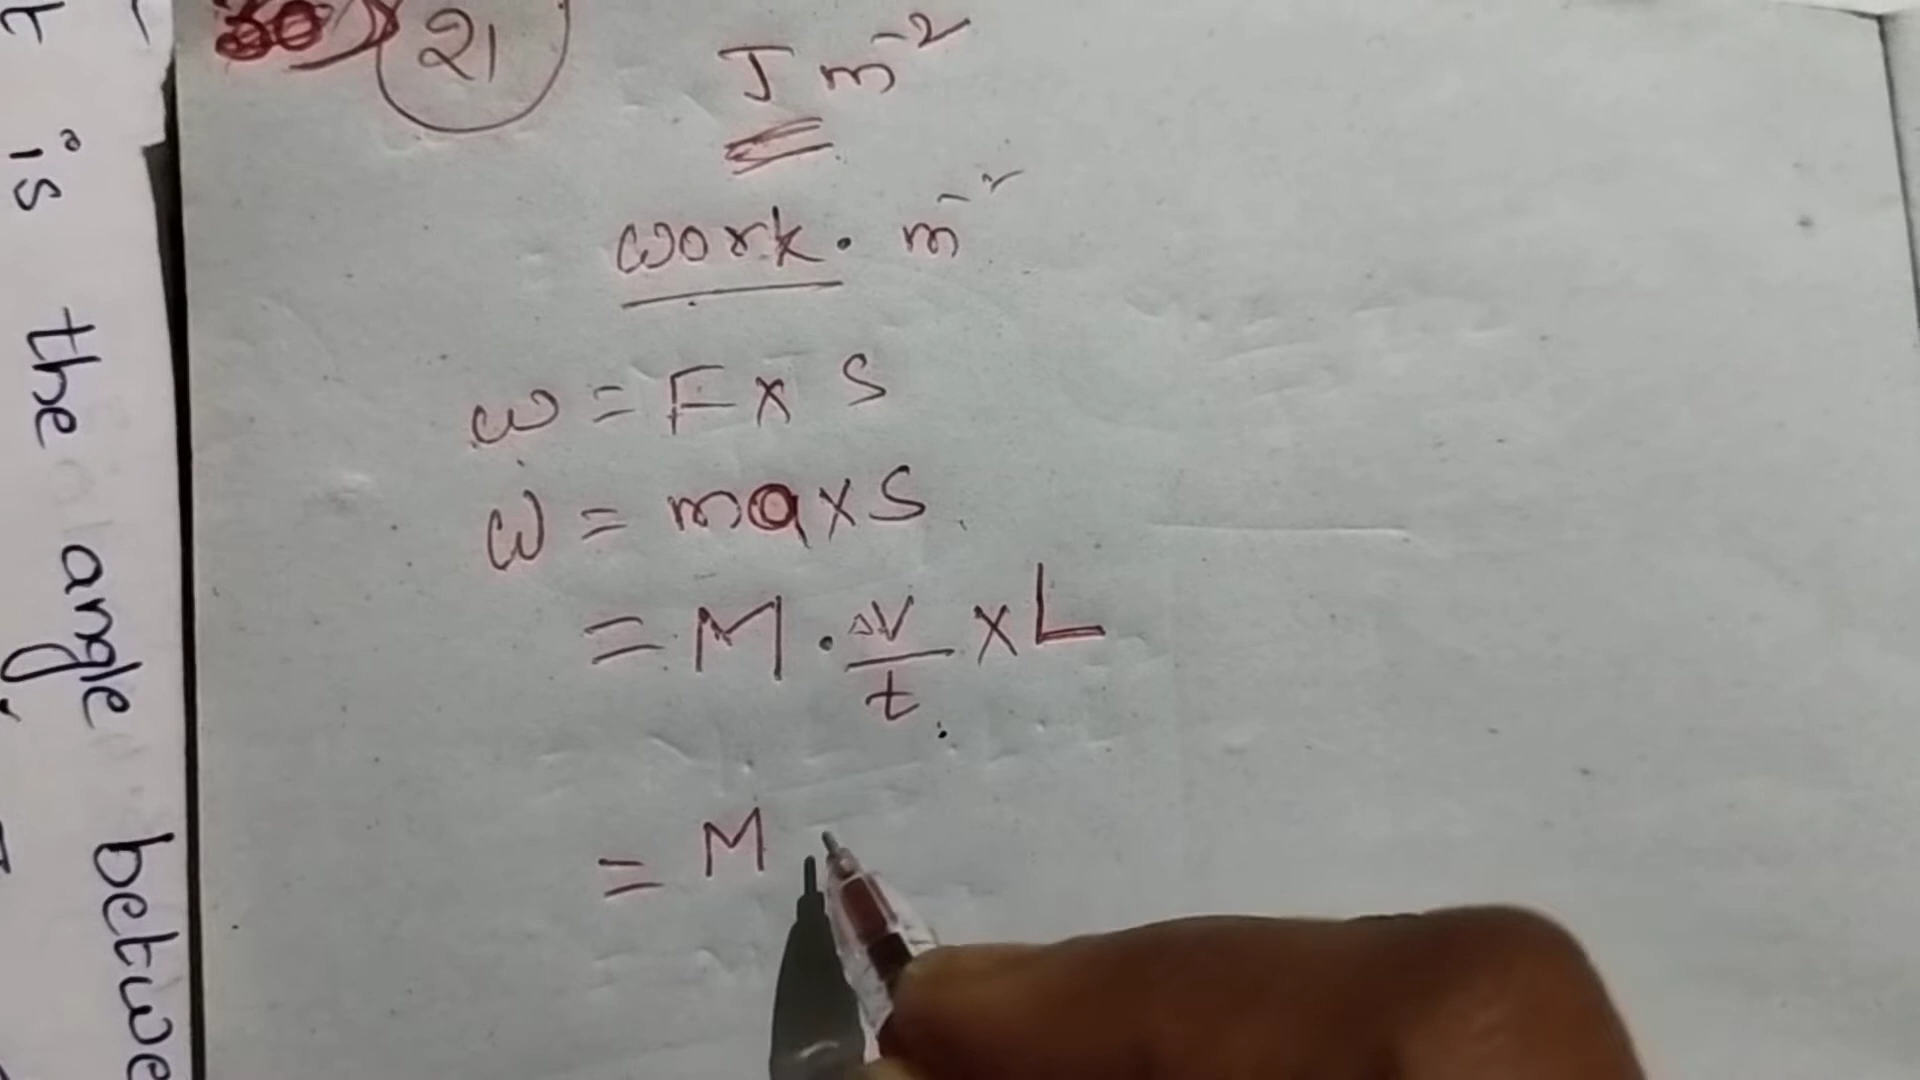 21
J m⁻²
work · m⁻²
W = F × S
W = ma × S
= M · ΔV/t × L
= M
is the angle betwe